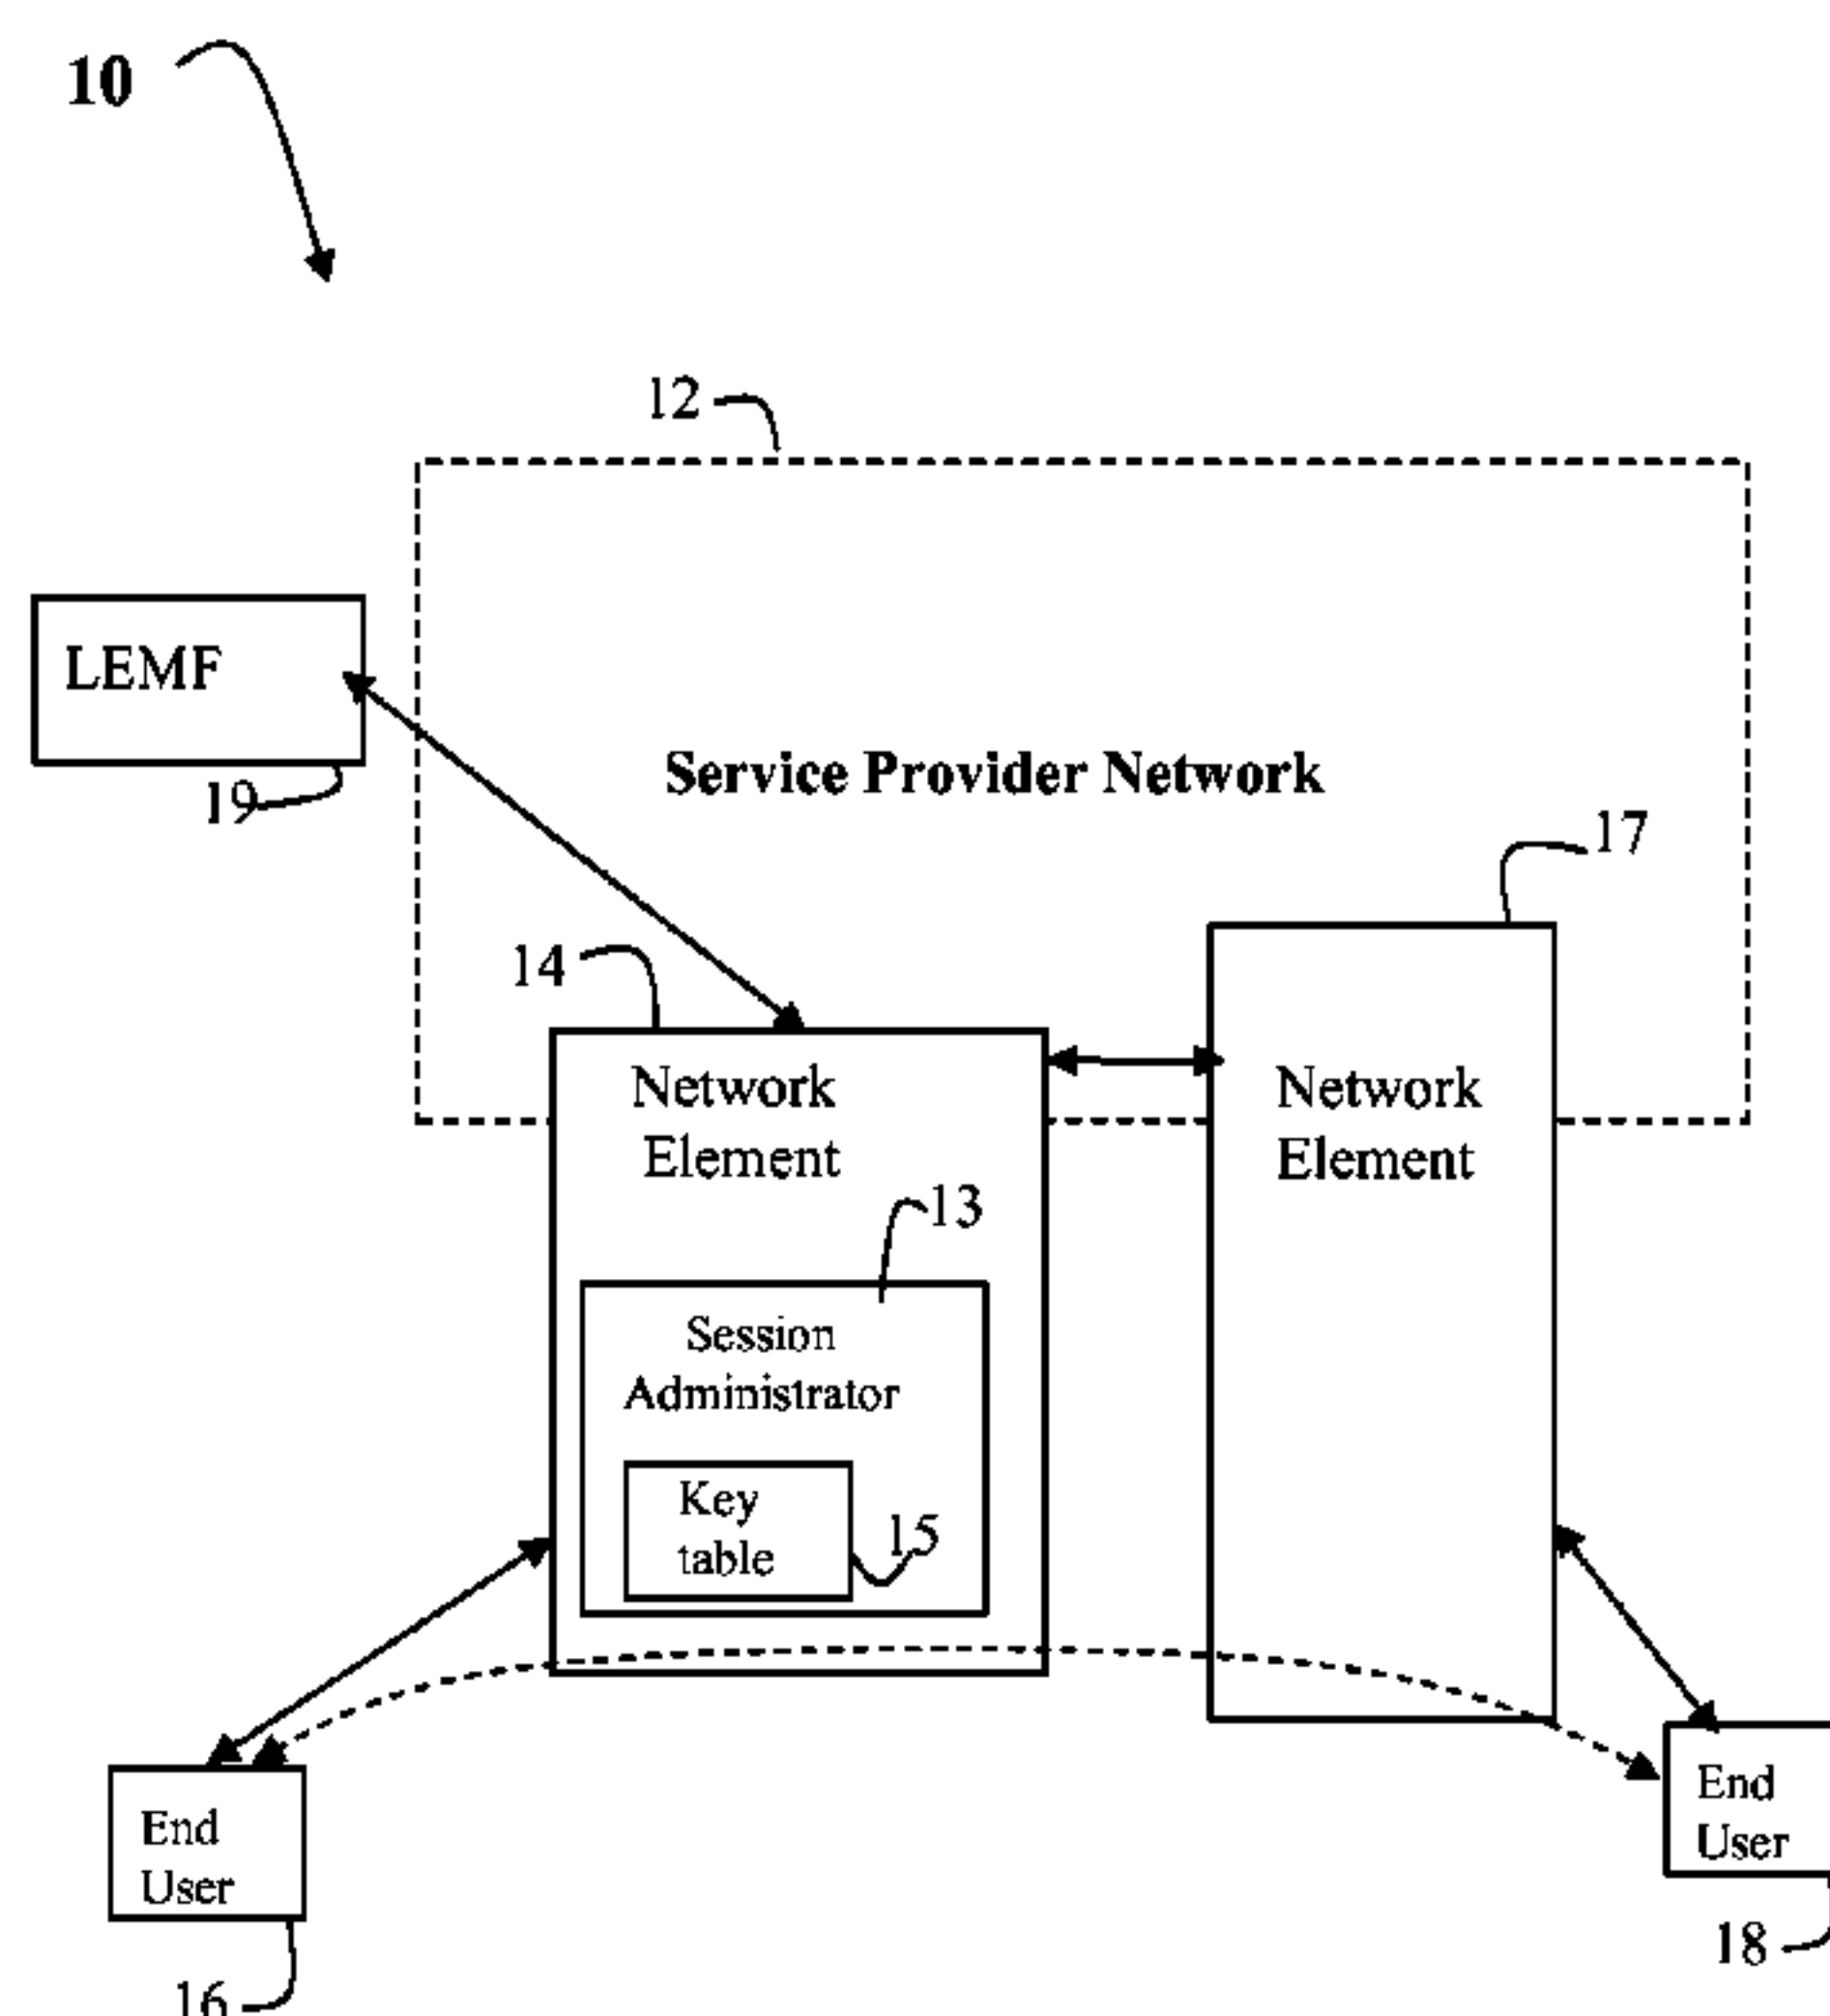 10
12
LEMF
19
Service Provider Network
17
14
Network
Element
Network
Element
13
Session
Administrator
Key
table
15
End
User
End
User
18
16